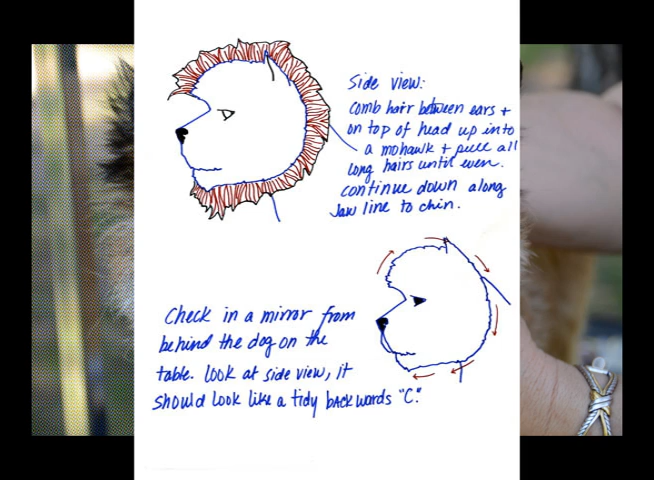 Side view:
comb hair between ears +
on top of head up into
a mohawk + pull all
long hairs until even.
continue down along
Jaw line to chin.
Check in a mirror from
behind the dog on the
table. Look at side view, it
should look like a tidy backwords "C".